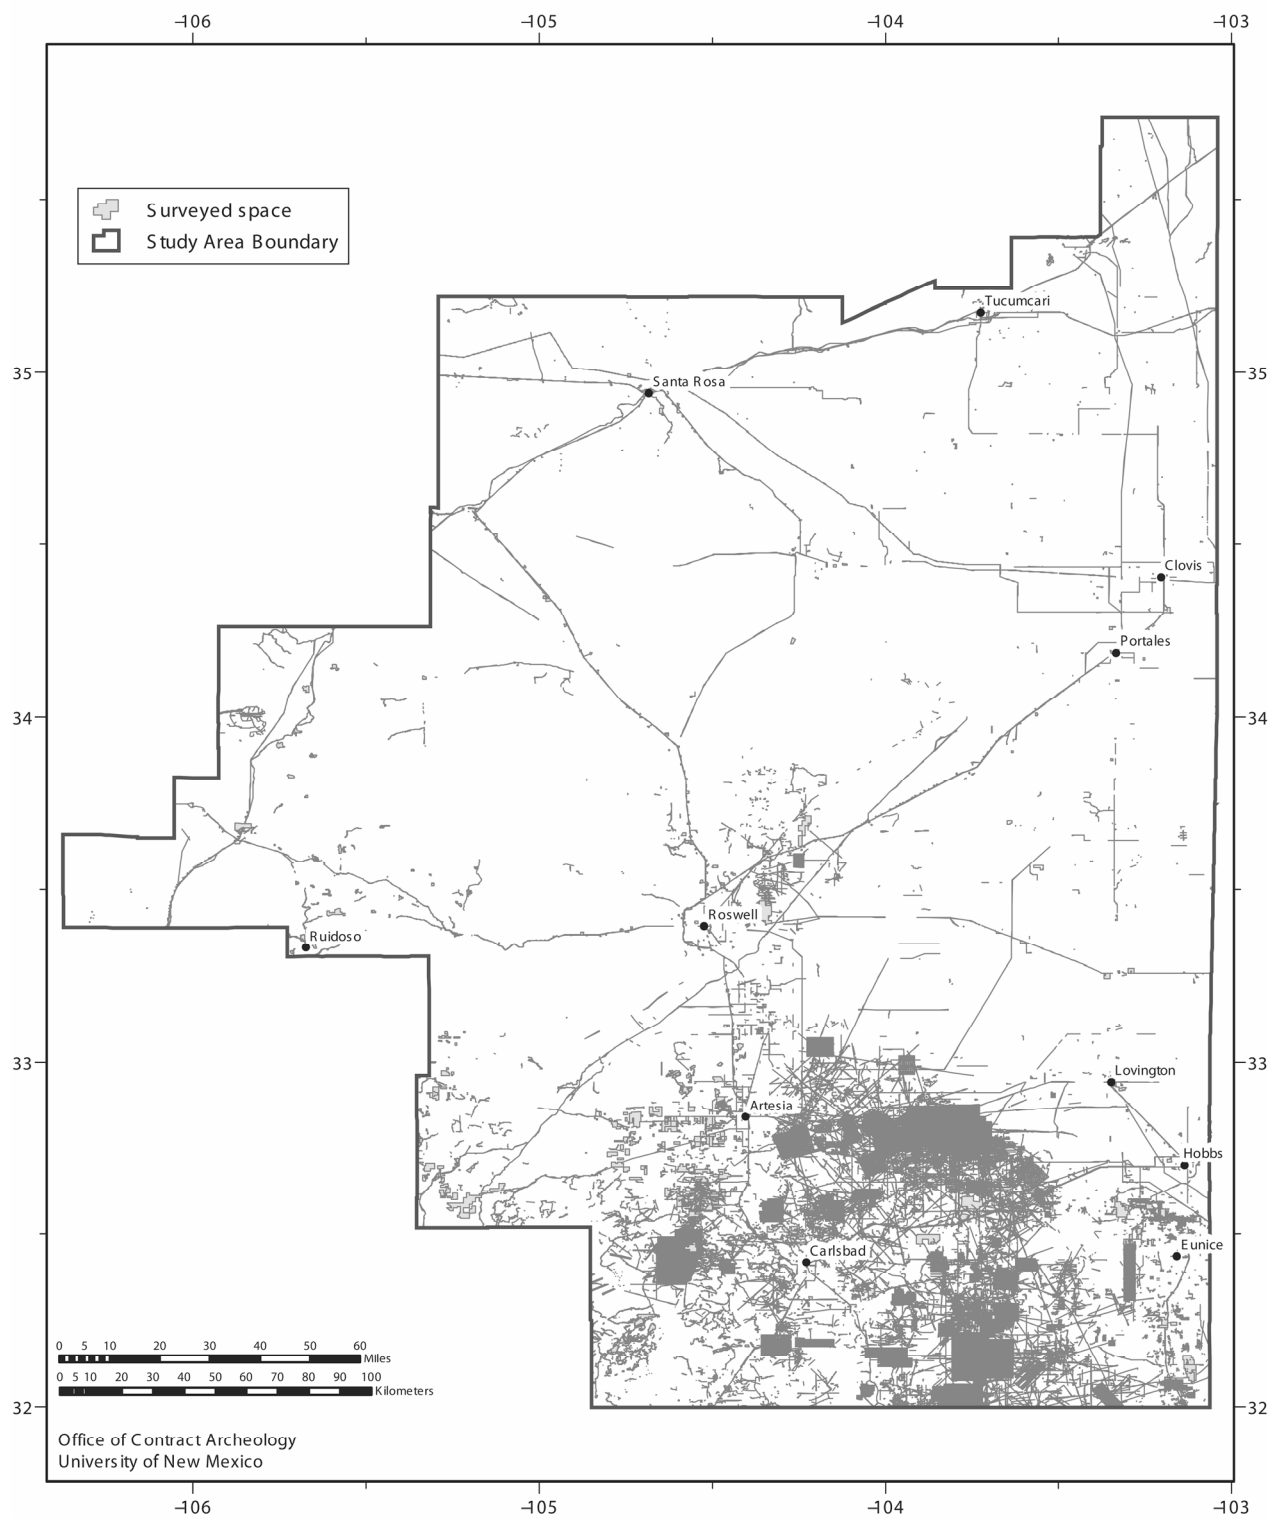 –106 –105 –104 –103
Surveyed space
Study Area Boundary
Tucumcari
35 35
Santa Rosa
Clovis
Portales
34 34
Roswell
Ruidoso
33 33
Lovington
Artesia
Hobbs
Eunice
Carlsbad
0 5 10 20 30 40 50 60
Miles
0 5 10 20 30 40 50 60 70 80 90 100 Kilometers
32 32
Office of Contract Archeology
University of New Mexico
–106 –105 –104 –103